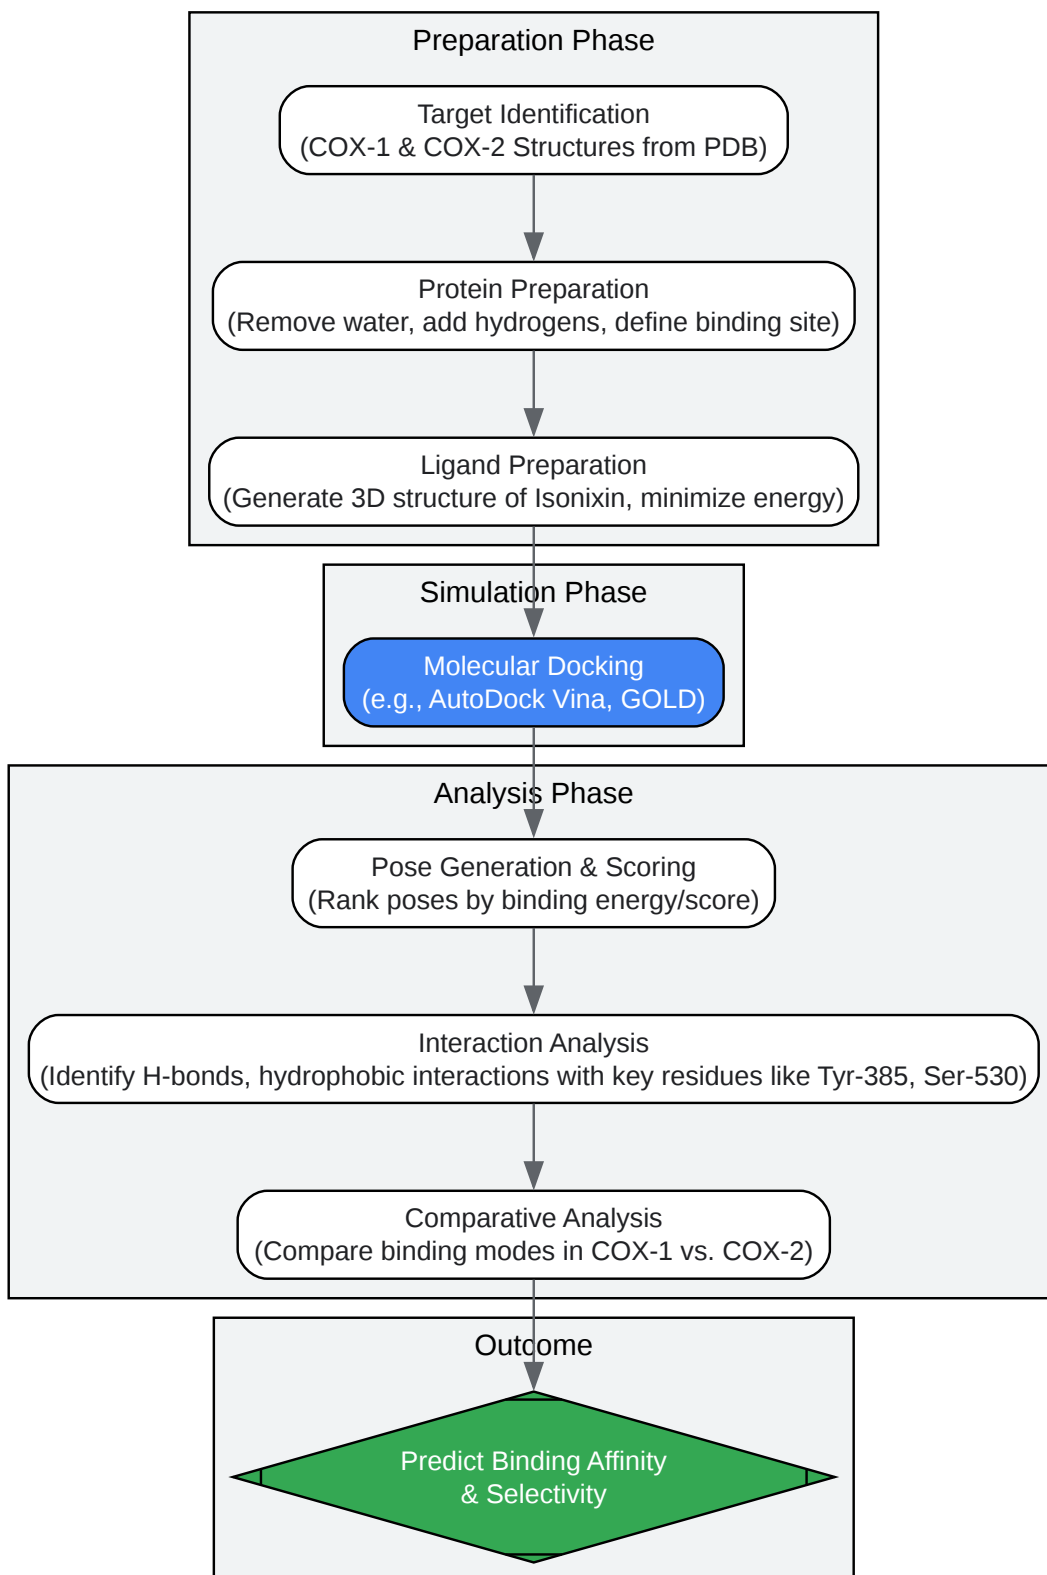 Preparation Phase
Target Identification
(COX-1 & COX-2 Structures from PDB)
Protein Preparation
(Remove water, add hydrogens, define binding site)
Ligand Preparation
(Generate 3D structure of Isonixin, minimize energy)
Simulation Phase
Molecular Docking
(e.g., AutoDock Vina, GOLD)
Analysis Phase
Pose Generation & Scoring
(Rank poses by binding energy/score)
Interaction Analysis
(Identify H-bonds, hydrophobic interactions with key residues like Tyr-385, Ser-530)
Comparative Analysis
(Compare binding modes in COX-1 vs. COX-2)
Outcome
Predict Binding Affinity
& Selectivity